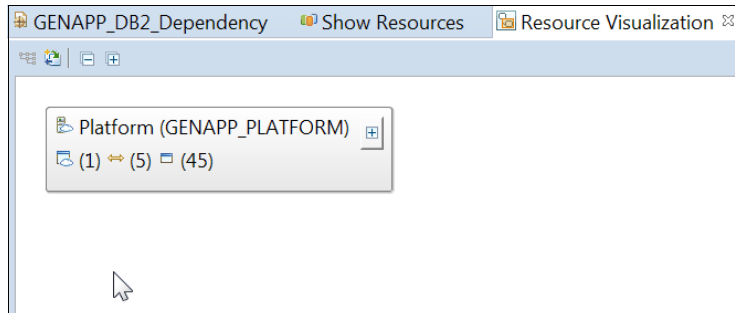 GENAPP_DB2_Dependency Show Resources Resource Visualization
Platform (GENAPP_PLATFORM)
(1) (5) (45)